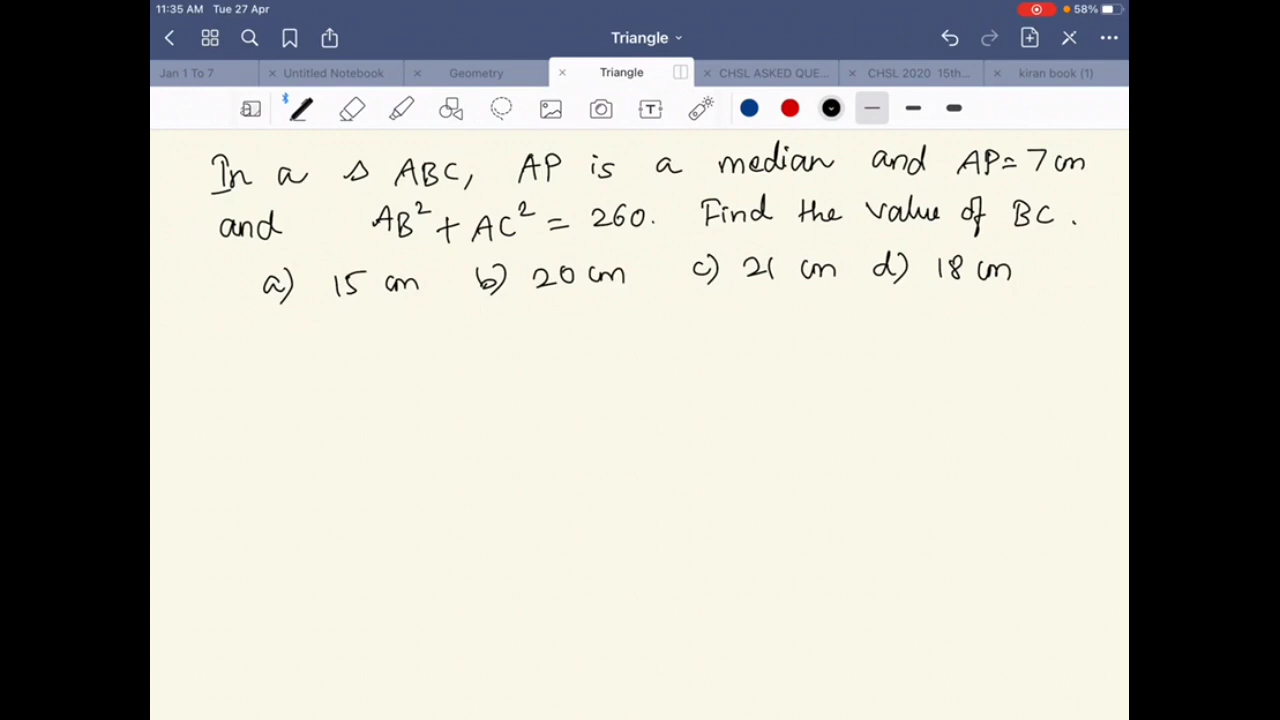 11:35 AM Tue 27 Apr 58%
Triangle
Jan 1 To 7 Untitled Notebook Geometry Triangle CHSL ASKED QUE... CHSL 2020 15th... kiran book (1)
In a △ ABC, AP is a median and AP = 7 cm
and AB² + AC² = 260. Find the value of BC.
a) 15 cm b) 20 cm c) 21 cm d) 18 cm